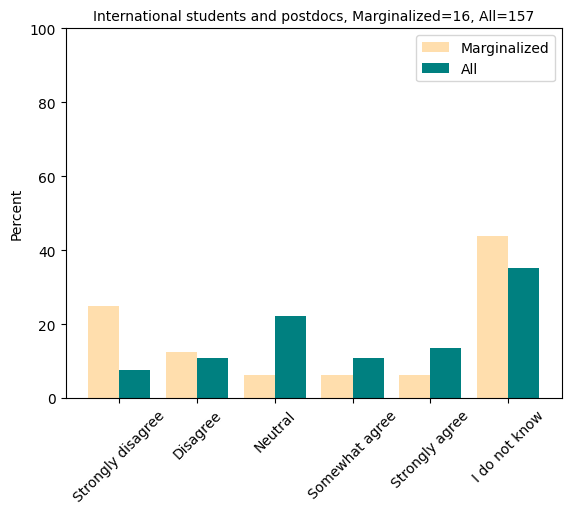 International students and postdocs, Marginalized=16, All=157
100
80
60
40
20
0
Percent
Marginalized
All
Strongly disagree
Disagree
Neutral
Somewhat agree
Strongly agree
I do not know